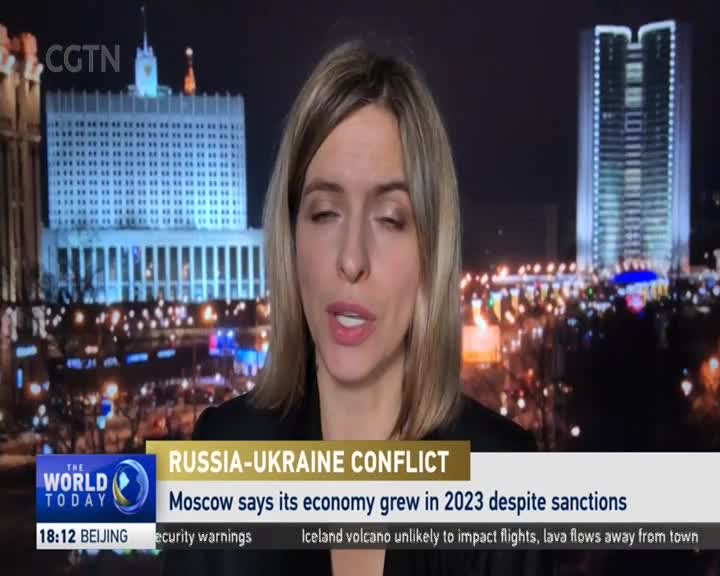 CGTN
RUSSIA-UKRAINE CONFLICT
THE
WORLD
TODAY
Moscow says its economy grew in 2023 despite sanctions
18:12 BEIJING
ecurity warnings Iceland volcano unlikely to impact flights, lava flows away from town